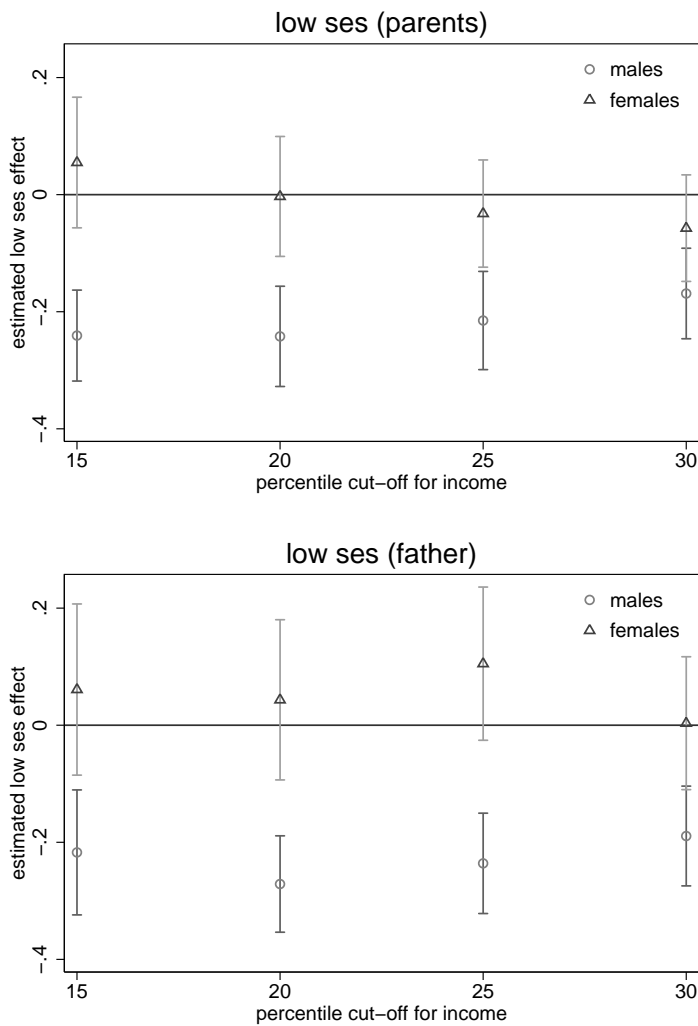 low ses (parents)
males
females
.2
0
−.2
−.4
estimated low ses effect
15
20
25
30
percentile cut−off for income
low ses (father)
males
females
.2
0
−.2
−.4
estimated low ses effect
15
20
25
30
percentile cut−off for income